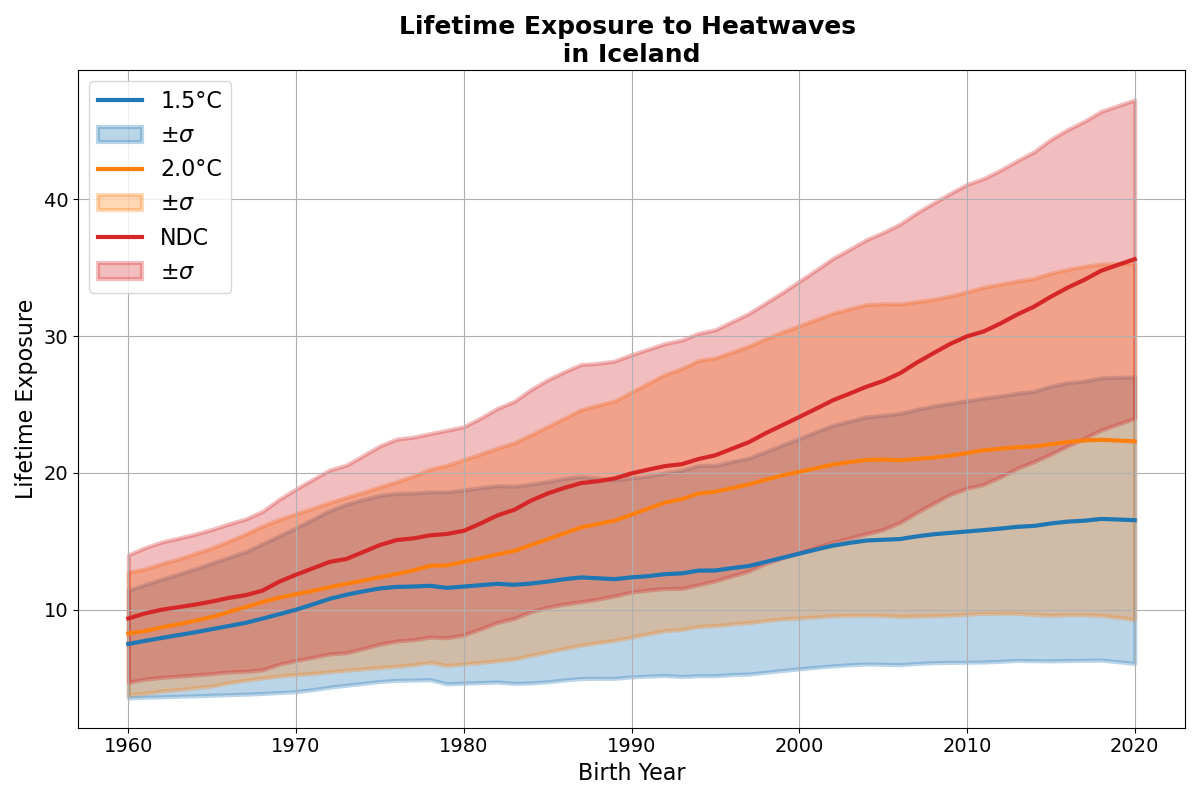 Lifetime Exposure to Heatwaves
in Iceland
1.5°C
±σ
2.0°C
±σ
NDC
±σ
Lifetime Exposure
40
30
20
10
1960
1970
1980
1990
2000
2010
2020
Birth Year